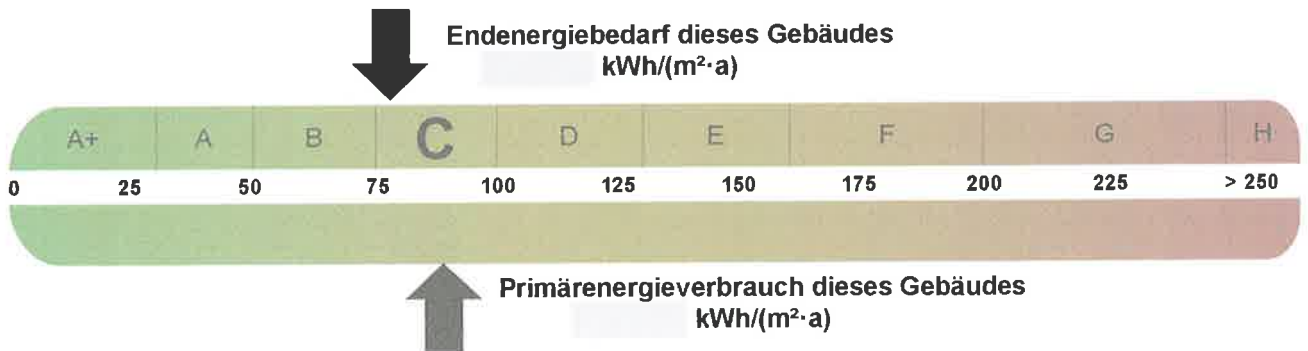 Endenergiebedarf dieses Gebäudes
kWh/(m²·a)
A+ A B C D E F G H
0 25 50 75 100 125 150 175 200 225 > 250
Primärenergieverbrauch dieses Gebäudes
kWh/(m²·a)